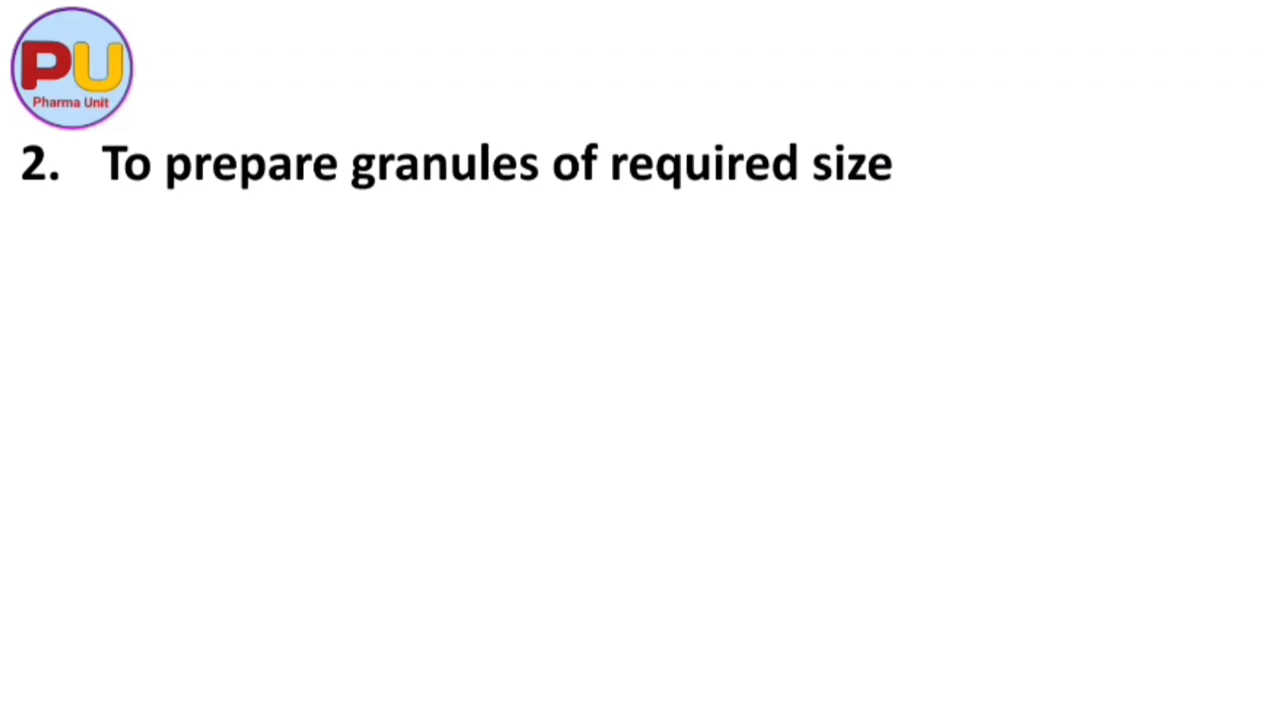 PU
Pharma Unit
2. To prepare granules of required size